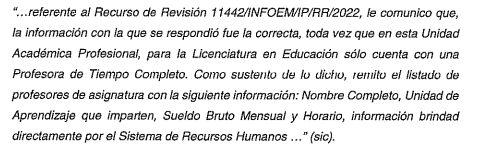 "...referente al Recurso de Revisión 11442/INFOEM/IP/RR/2022, le comunico que,
la información con la que se respondió fue la correcta, toda vez que en esta Unidad
Académica Profesional, para la Licenciatura en Educación sólo cuenta con una
Profesora de Tiempo Completo. Como sustento de lo dicho, remito el listado de
profesores de asignatura con la siguiente información: Nombre Completo, Unidad de
Aprendizaje que imparten, Sueldo Bruto Mensual y Horario, información brindad
directamente por el Sistema de Recursos Humanos ..." (sic).